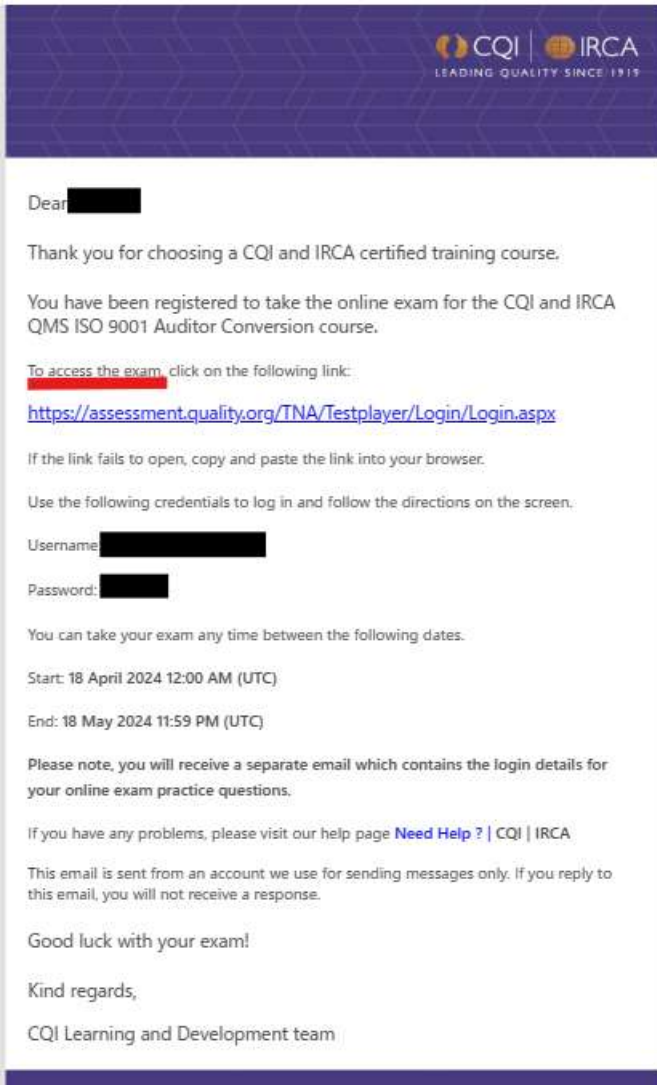 CQI | IRCA
LEADING QUALITY SINCE 1919
Dear
Thank you for choosing a CQI and IRCA certified training course.
You have been registered to take the online exam for the CQI and IRCA
QMS ISO 9001 Auditor Conversion course.
To access the exam, click on the following link:
https://assessment.quality.org/TNA/Testplayer/Login/Login.aspx
If the link fails to open, copy and paste the link into your browser.
Use the following credentials to log in and follow the directions on the screen.
Username
Password:
You can take your exam any time between the following dates.
Start: 18 April 2024 12:00 AM (UTC)
End: 18 May 2024 11:59 PM (UTC)
Please note, you will receive a separate email which contains the login details for
your online exam practice questions.
If you have any problems, please visit our help page Need Help ? | CQI | IRCA
This email is sent from an account we use for sending messages only. If you reply to
this email, you will not receive a response.
Good luck with your exam!
Kind regards,
CQI Learning and Development team